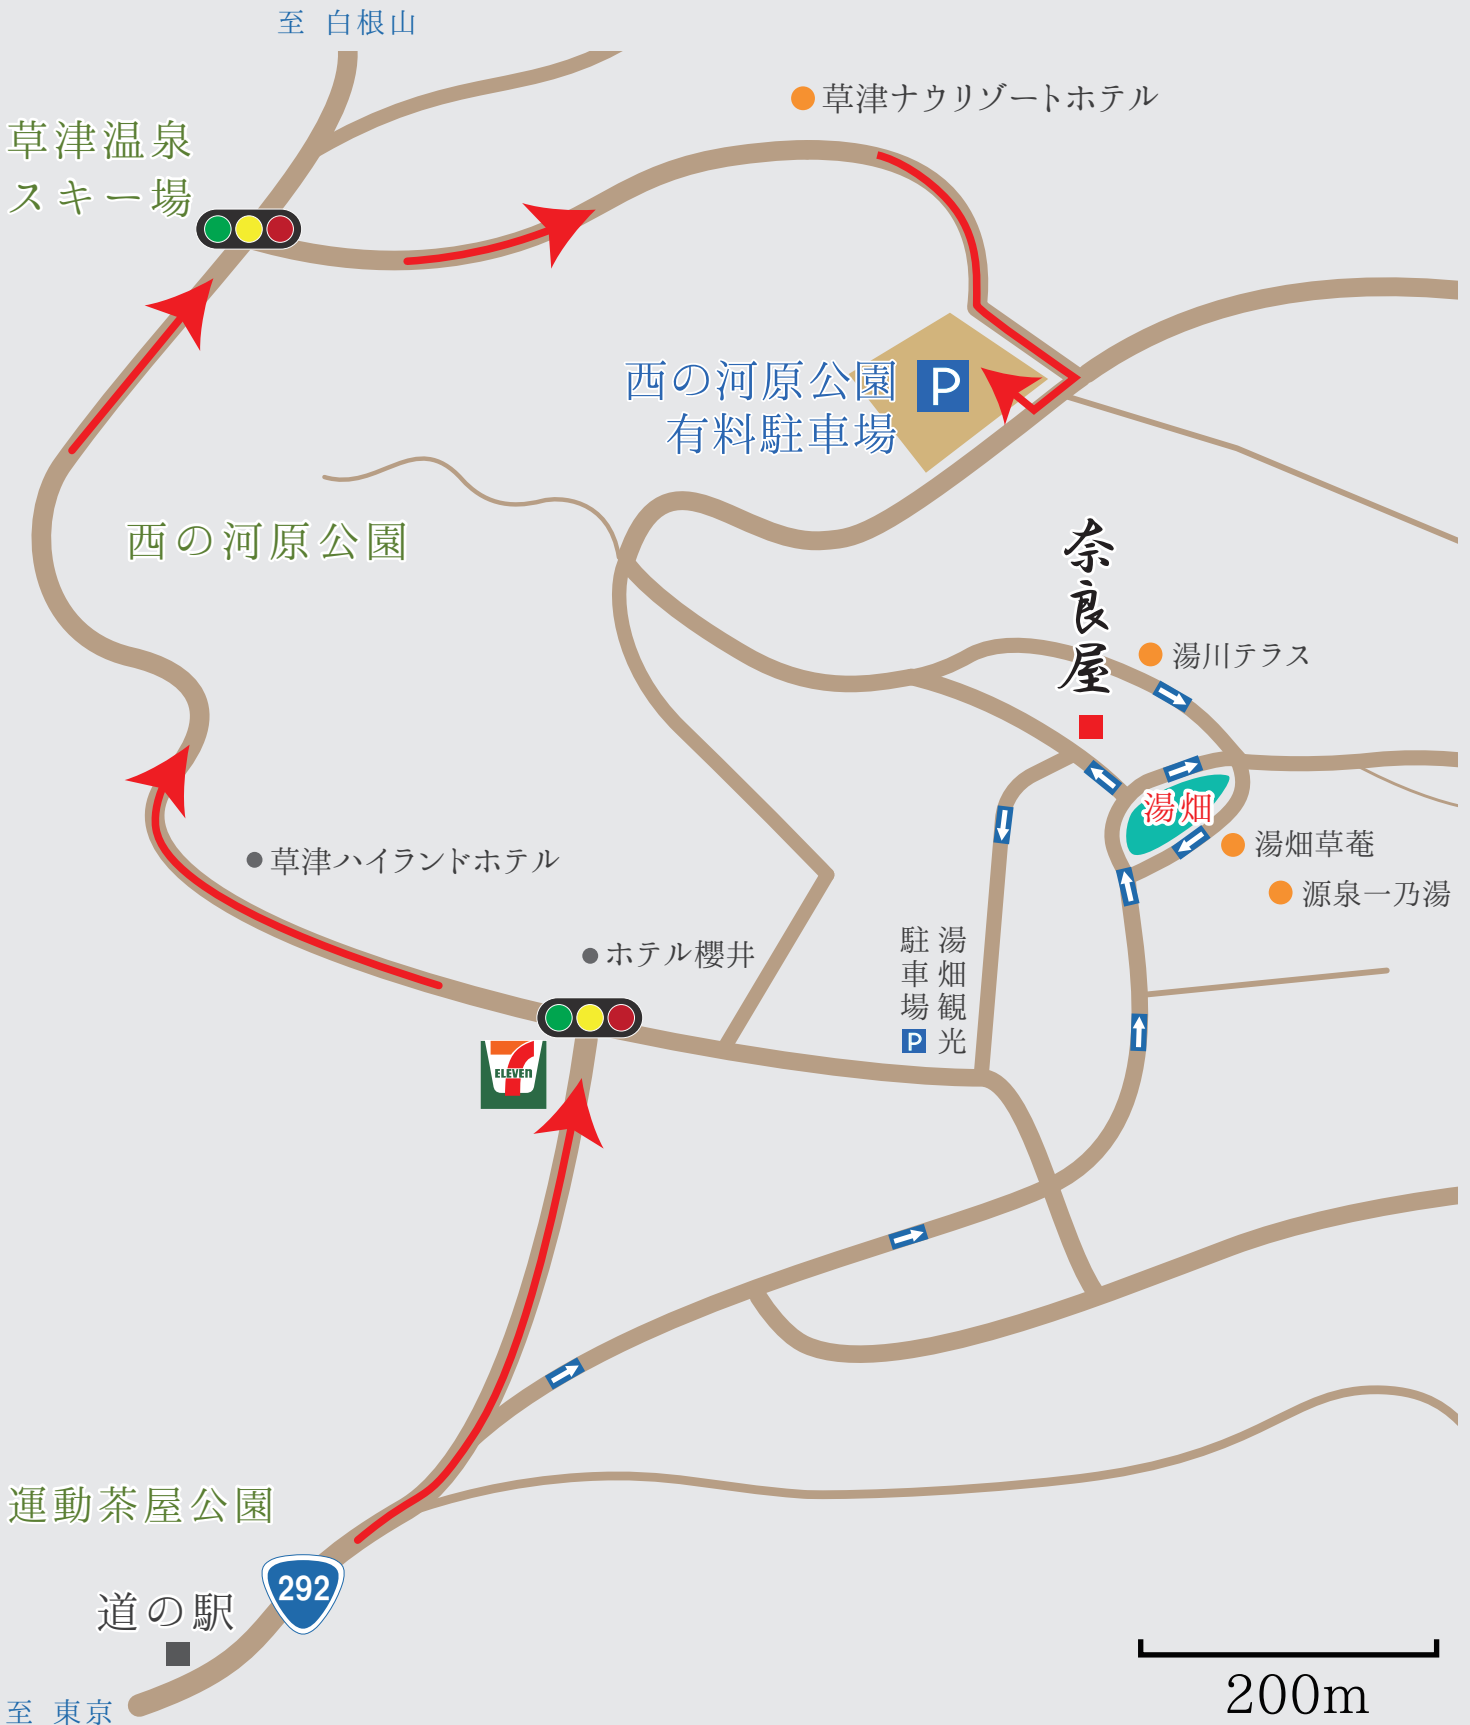 至 白根山
草津ナウリゾートホテル
草津温泉
スキー場
西の河原公園
有料駐車場
P
西の河原公園
奈良屋
湯川テラス
湯畑
湯畑草菴
源泉一乃湯
草津ハイランドホテル
ホテル櫻井
湯畑観光
駐車場
P
7
ELEVEN
運動茶屋公園
292
道の駅
至 東京
200m